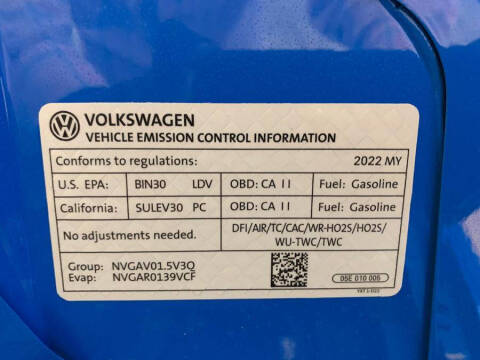 VOLKSWAGEN
VEHICLE EMISSION CONTROL INFORMATION
Conforms to regulations: 2022 MY
U.S. EPA: BIN30 LDV OBD: CA II Fuel: Gasoline
California: SULEV30 PC OBD: CA II Fuel: Gasoline
No adjustments needed. DFI/AIR/TC/CAC/WR-HO2S/HO2S/
WU-TWC/TWC
Group: NVGAV01.5V3Q
Evap: NVGAR0139VCF
05E 010 005